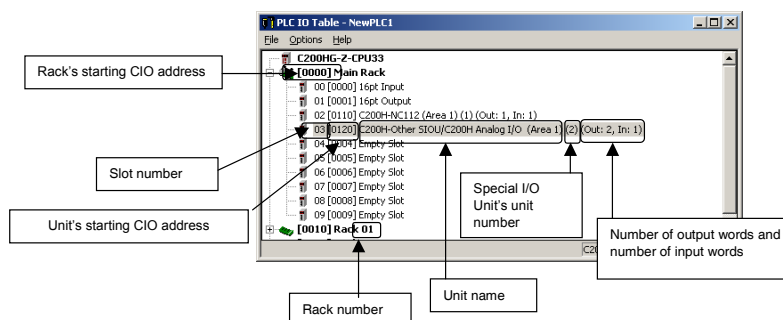 PLC IO Table - NewPLC1
File Options Help
C200HG-Z-CPU33
[0000] Main Rack
00 [0000] 16pt Input
01 [0001] 16pt Output
02 [0110] C200H-NC112 (Area 1) (1) (Out: 1, In: 1)
03 [0120] C200H-Other SIOU/C200H Analog I/O (Area 1) (2) (Out: 2, In: 1)
04 [0004] Empty Slot
05 [0005] Empty Slot
06 [0006] Empty Slot
07 [0007] Empty Slot
08 [0008] Empty Slot
09 [0009] Empty Slot
[0010] Rack 01
C20
Rack's starting CIO address
Slot number
Unit's starting CIO address
Rack number
Unit name
Special I/O
Unit's unit
number
Number of output words and
number of input words